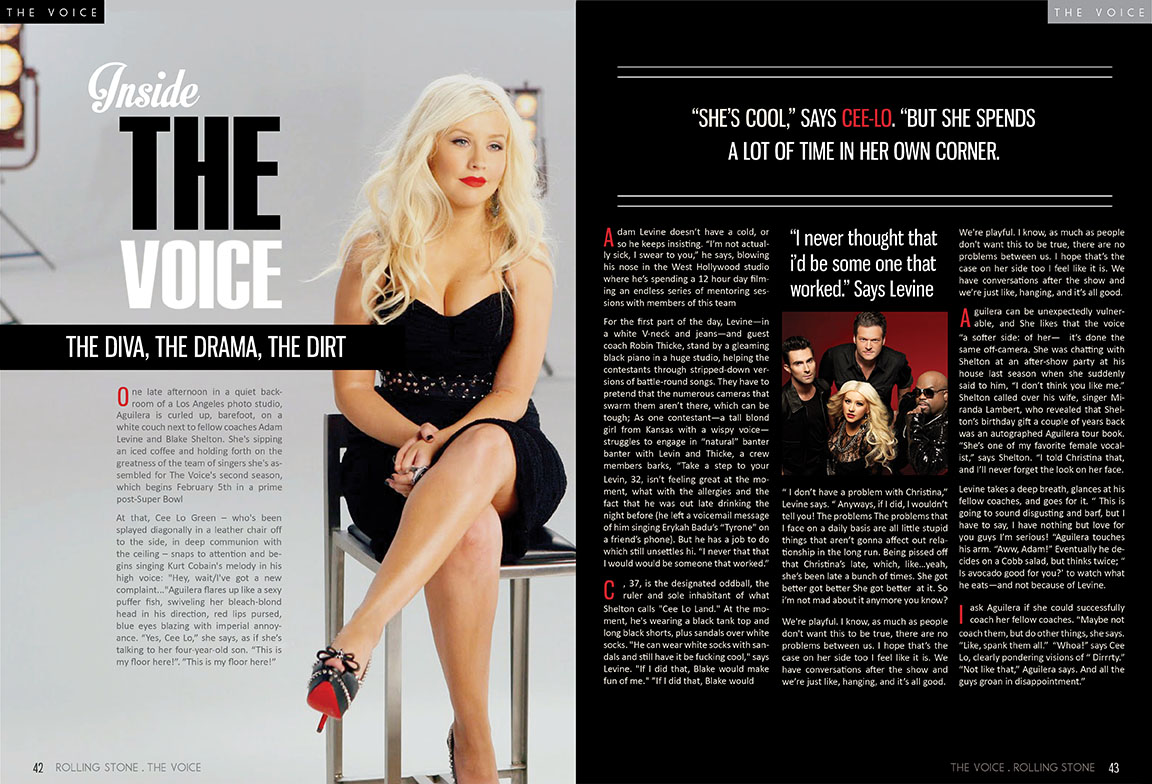 THE VOICE
Inside
THE
VOICE
THE DIVA, THE DRAMA, THE DIRT
One late afternoon in a quiet back-
room of a Los Angeles photo studio,
Aguilera is curled up, barefoot, on a
white couch next to fellow coaches Adam
Levine and Blake Shelton. She's sipping
an iced coffee and holding forth on the
greatness of the team of singers she's as-
sembled for The Voice's second season,
which begins February 5th in a prime
post-Super Bowl
At that, Cee Lo Green – who's been
splayed diagonally in a leather chair off
to the side, in deep communion with
the ceiling – snaps to attention and be-
gins singing Kurt Cobain's melody in his
high voice: "Hey, wait/I've got a new
complaint..."Aguilera flares up like a sexy
puffer fish, swiveling her bleach-blond
head in his direction, red lips pursed,
blue eyes blazing with imperial annoy-
ance. “Yes, Cee Lo,” she says, as if she’s
talking to her four-year-old son. “This is
my floor here!”. “This is my floor here!”
42 ROLLING STONE . THE VOICE
THE VOICE
“SHE’S COOL,” SAYS CEE-LO. “BUT SHE SPENDS
A LOT OF TIME IN HER OWN CORNER.
Adam Levine doesn’t have a cold, or
so he keeps insisting. “I’m not actual-
ly sick, I swear to you,” he says, blowing
his nose in the West Hollywood studio
where he’s spending a 12 hour day film-
ing an endless series of mentoring ses-
sions with members of this team
For the first part of the day, Levine—in
a white V-neck and jeans—and guest
coach Robin Thicke, stand by a gleaming
black piano in a huge studio, helping the
contestants through stripped-down ver-
sions of battle-round songs. They have to
pretend that the numerous cameras that
swarm them aren’t there, which can be
tough; As one contestant—a tall blond
girl from Kansas with a wispy voice—
struggles to engage in “natural” banter
banter with Levin and Thicke, a crew
members barks, “Take a step to your
Levin, 32, isn’t feeling great at the mo-
ment, what with the allergies and the
fact that he was out late drinking the
night before (he left a voicemail message
of him singing Erykah Badu’s “Tyrone” on
a friend’s phone). But he has a job to do
which still unsettles hi. “I never that that
I would would be someone that worked.”
C , 37, is the designated oddball, the
ruler and sole inhabitant of what
Shelton calls "Cee Lo Land." At the mo-
ment, he's wearing a black tank top and
long black shorts, plus sandals over white
socks. "He can wear white socks with san-
dals and still have it be fucking cool," says
Levine. "If I did that, Blake would make
fun of me." "If I did that, Blake would
“I never thought that
i’d be some one that
worked.” Says Levine
“ I don’t have a problem with Christina,”
Levine says. “ Anyways, if I did, I wouldn’t
tell you! The problems The problems that
I face on a daily basis are all little stupid
things that aren’t gonna affect out rela-
tionship in the long run. Being pissed off
that Christina’s late, which, like...yeah,
she’s been late a bunch of times. She got
better got better She got better  at it. So
i’m not mad about it anymore you know?
We’re playful. I know, as much as people
don’t want this to be true, there are no
problems between us. I hope that’s the
case on her side too I feel like it is. We
have conversations after the show and
we’re just like, hanging, and it’s all good.
We’re playful. I know, as much as people
don’t want this to be true, there are no
problems between us. I hope that’s the
case on her side too I feel like it is. We
have conversations after the show and
we’re just like, hanging, and it’s all good.
Aguilera can be unexpectedly vulner-
able, and She likes that the voice
“a softer side: of her—  it’s done the
same off-camera. She was chatting with
Shelton at an after-show party at his
house last season when she suddenly
said to him, “I don’t think you like me.”
Shelton called over his wife, singer Mi-
randa Lambert, who revealed that Shel-
ton’s birthday gift a couple of years back
was an autographed Aguilera tour book.
“She’s one of my favorite female vocal-
ist,” says Shelton. “I told Christina that,
and I’ll never forget the look on her face.
Levine takes a deep breath, glances at his
fellow coaches, and goes for it. “ This is
going to sound disgusting and barf, but I
have to say, I have nothing but love for
you guys I’m serious! “Aguilera touches
his arm. “Aww, Adam!” Eventually he de-
cides on a Cobb salad, but thinks twice; “
Is avocado good for you?’ to watch what
he eats—and not because of Levine.
I ask Aguilera if she could successfully
coach her fellow coaches. “Maybe not
coach them, but do other things, she says.
“Like, spank them all.”  “Whoa!” says Cee
Lo, clearly pondering visions of “ Dirrrty.”
“Not like that,” Aguilera says. And all the
guys groan in disappointment.”
THE VOICE . ROLLING STONE 43